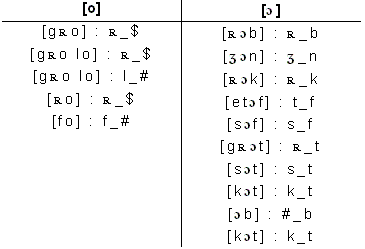 [o] [ɔ]
[gʀo] : ʀ_$ [ʀɔb] : ʀ_b
[gʀo lo] : ʀ_$ [ʒɔn] : ʒ_n
[gʀo lo] : l_# [ʀɔk] : ʀ_k
[ʀo] : ʀ_$ [etɔf] : t_f
[fo] : f_# [sɔf] : s_f
[gʀɔt] : ʀ_t
[sɔt] : s_t
[kɔt] : k_t
[ɔb] : #_b
[kɔt] : k_t